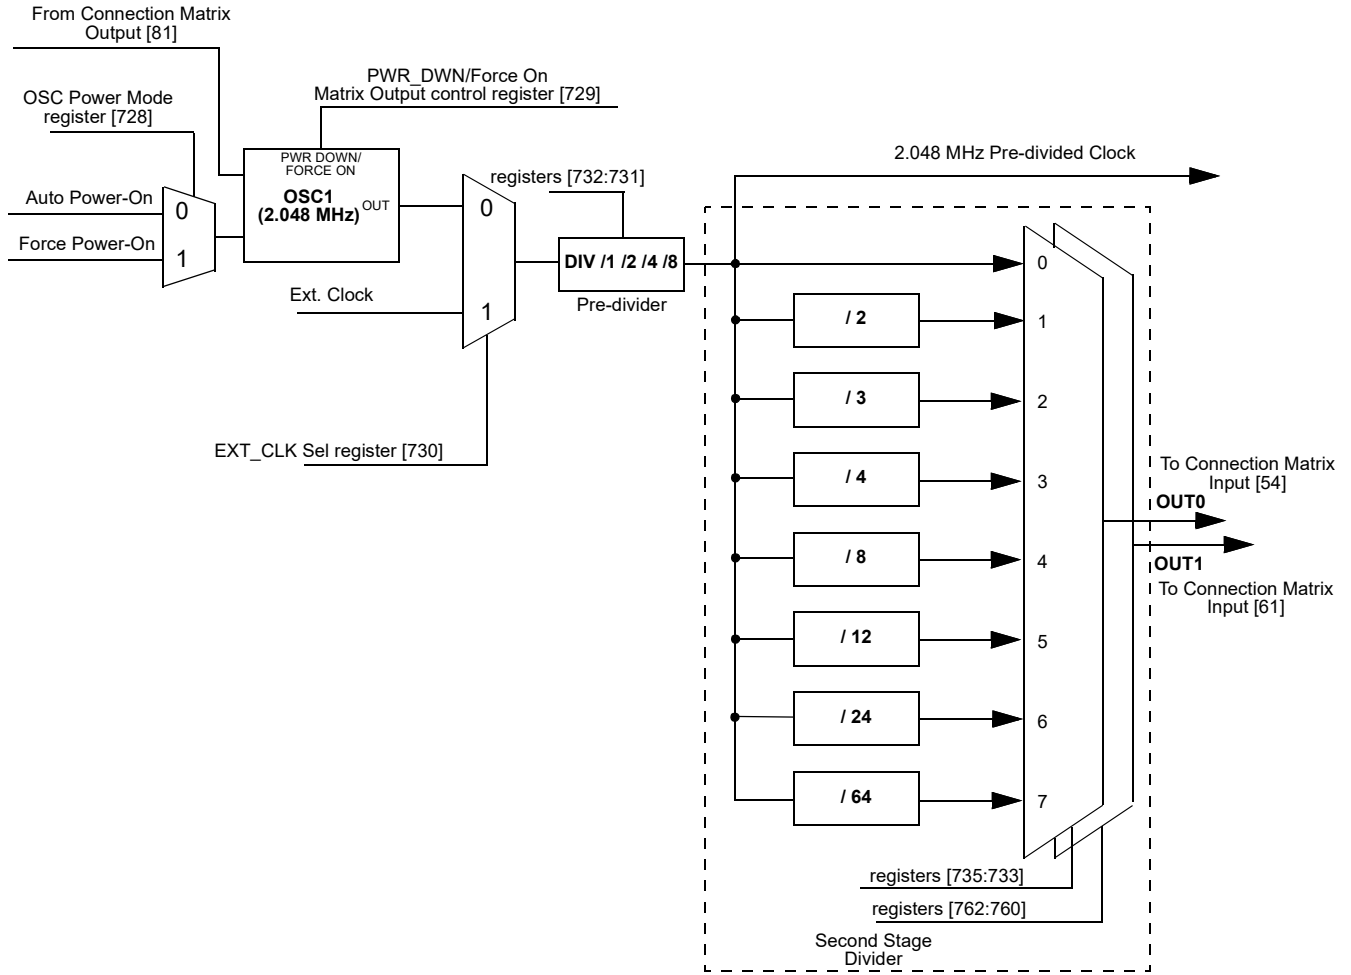 From Connection Matrix
Output [81]
PWR_DWN/Force On
Matrix Output control register [729]
OSC Power Mode
register [728]
2.048 MHz Pre-divided Clock
PWR DOWN/
FORCE ON
OSC1
(2.048 MHz)
OUT
registers [732:731]
Auto Power-On
0
Force Power-On
1
0
1
Ext. Clock
DIV /1 /2 /4 /8
Pre-divider
EXT_CLK Sel register [730]
0
/ 2
1
/ 3
2
/ 4
3
/ 8
4
/ 12
5
/ 24
6
/ 64
7
To Connection Matrix
Input [54]
OUT0
OUT1
To Connection Matrix
Input [61]
registers [735:733]
registers [762:760]
Second Stage
Divider